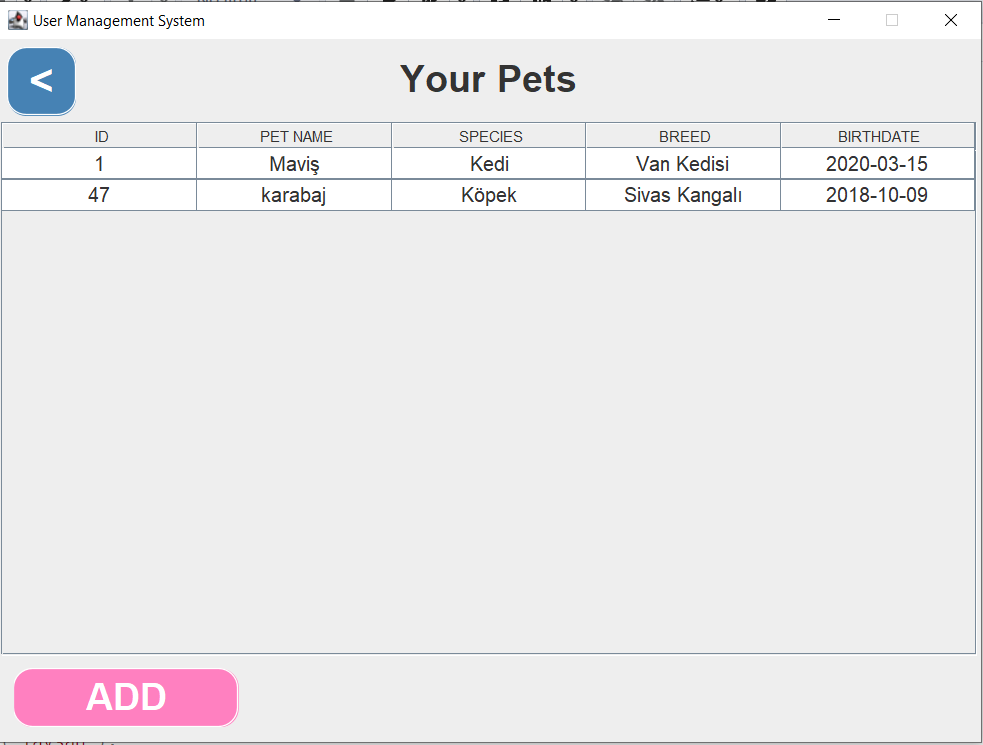 User Management System
<
Your Pets
ID PET NAME SPECIES BREED BIRTHDATE
1 Maviş Kedi Van Kedisi 2020-03-15
47 karabaj Köpek Sivas Kangalı 2018-10-09
ADD